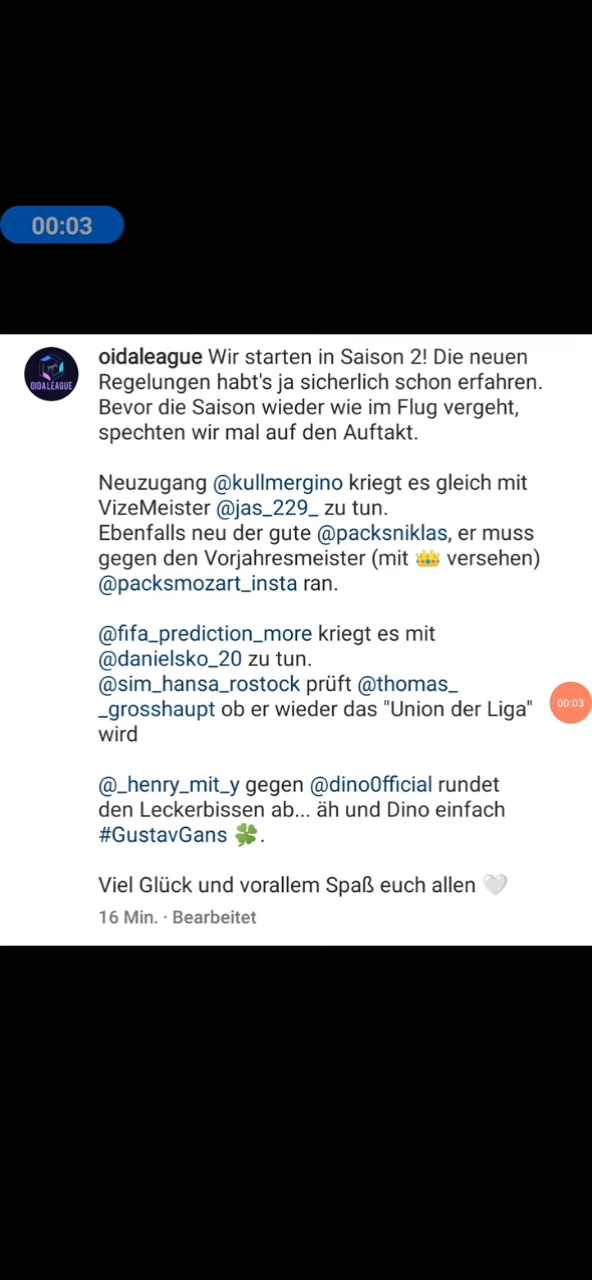 00:03
oidaleague Wir starten in Saison 2! Die neuen
Regelungen habt's ja sicherlich schon erfahren.
Bevor die Saison wieder wie im Flug vergeht,
spechten wir mal auf den Auftakt.
Neuzugang @kullmergino kriegt es gleich mit
VizeMeister @jas_229_ zu tun.
Ebenfalls neu der gute @packsniklas, er muss
gegen den Vorjahresmeister (mit 👑 versehen)
@packsmozart_insta ran.
@fifa_prediction_more kriegt es mit
@danielsko_20 zu tun.
@sim_hansa_rostock prüft @thomas_
_grosshaupt ob er wieder das "Union der Liga"
wird
@_henry_mit_y gegen @dino0fficial rundet
den Leckerbissen ab... äh und Dino einfach
#GustavGans 🍀.
Viel Glück und vorallem Spaß euch allen 🤍
16 Min. · Bearbeitet
OIDALEAGUE
00:03